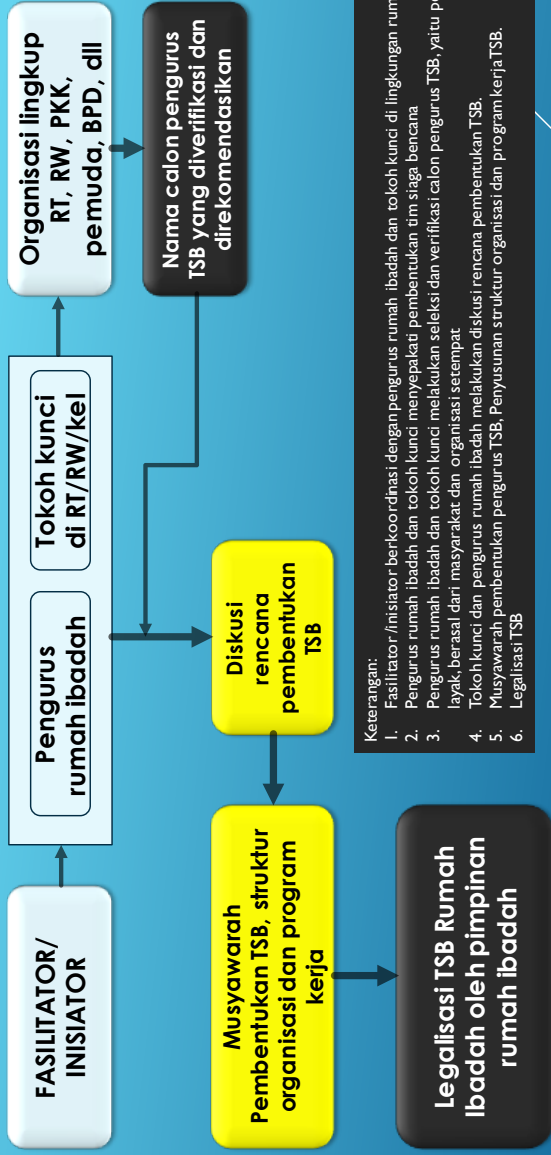 FASILITATOR/
INISIATOR
Pengurus
rumah ibadah
Tokoh kunci
di RT/RW/kel
Organisasi lingkup
RT, RW, PKK,
pemuda, BPD, dll
Nama calon pengurus
TSB yang diverifikasi dan
direkomendasikan
Diskusi
rencana
pembentukan
TSB
Musyawarah
Pembentukan TSB, struktur
organisasi dan program
kerja
Legalisasi TSB Rumah
Ibadah oleh pimpinan
rumah ibadah
Keterangan:
1. Fasilitator/inisiator berkoordinasi dengan pengurus rumah ibadah dan tokoh kunci di lingkungan
2. Pengurus rumah ibadah dan tokoh kunci menyepakati pembentukan tim siaga bencana
3. Pengurus rumah ibadah dan tokoh kunci melakukan seleksi dan verifikasi calon pengurus TSB, yaitu
layak, berasal dari masyarakat dan organisasi setempat
4. Tokoh kunci dan pengurus rumah ibadah melakukan diskusi rencana pembentukan TSB.
5. Musyawarah pembentukan pengurus TSB, Penyusunan struktur organisasi dan program kerja TSB.
6. Legalisasi TSB